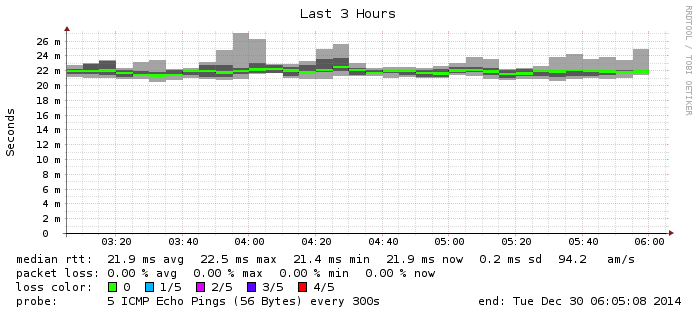 Last 3 Hours
RRDTOOL / TOBI OETIKER
Seconds
26 m
24 m
22 m
20 m
18 m
16 m
14 m
12 m
10 m
8 m
6 m
4 m
2 m
0
03:20 03:40 04:00 04:20 04:40 05:00 05:20 05:40 06:00
median rtt: 21.9 ms avg 22.5 ms max 21.4 ms min 21.9 ms now 0.2 ms sd 94.2 am/s
packet loss: 0.00 % avg 0.00 % max 0.00 % min 0.00 % now
loss color: 0 1/5 2/5 3/5 4/5
probe: 5 ICMP Echo Pings (56 Bytes) every 300s end: Tue Dec 30 06:05:08 2014